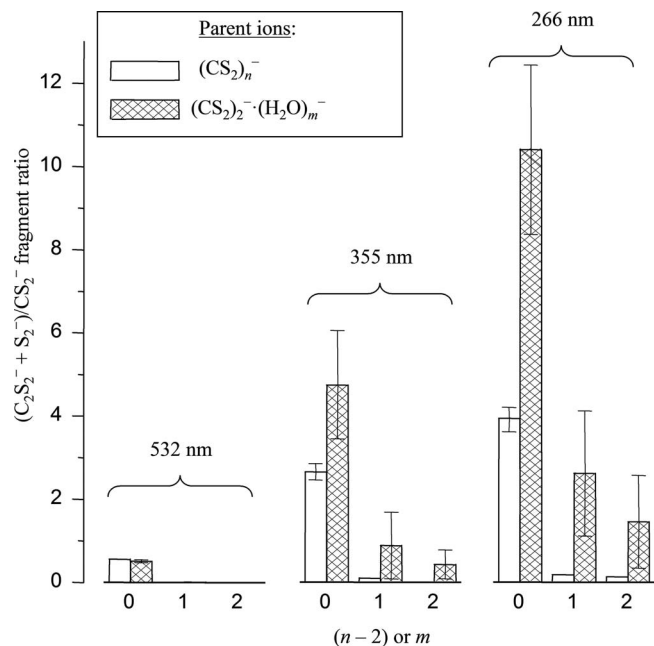 Parent ions:
(CS₂)ₙ⁻
(CS₂)₂⁻·(H₂O)ₘ⁻
266 nm
355 nm
532 nm
(C₂S₂⁻ + S₂⁻)/CS₂⁻ fragment ratio
12
10
8
6
4
2
0
0 1 2 0 1 2 0 1 2
(n – 2) or m